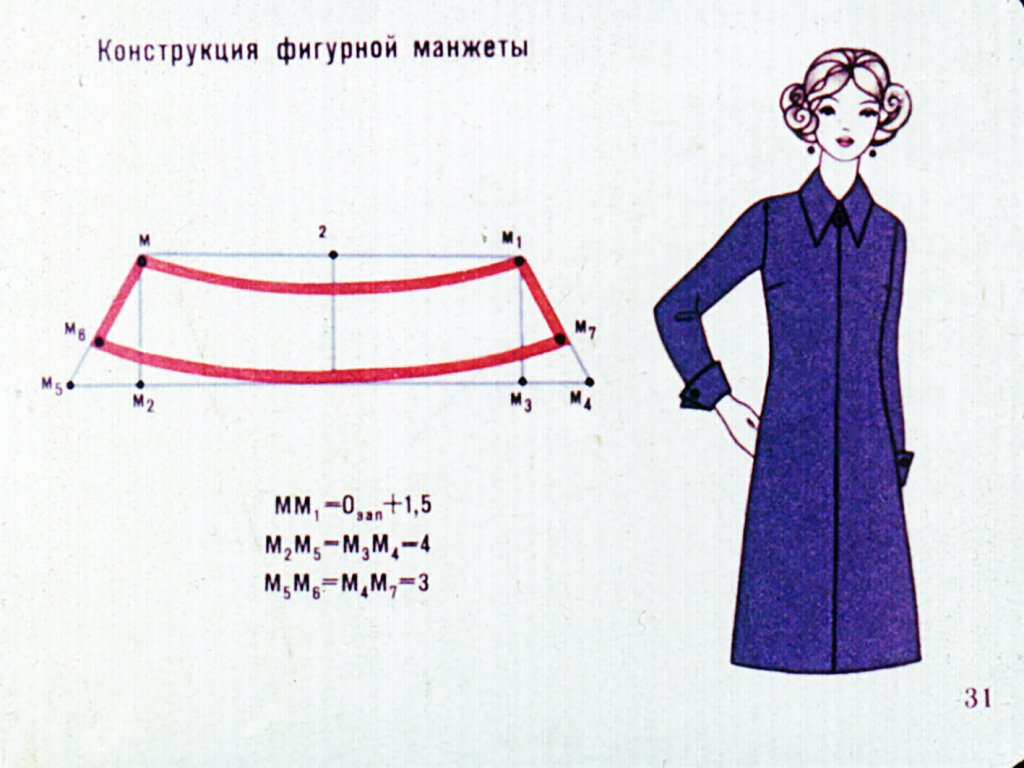 Конструкция фигурной манжеты
М 2 М₁
М₆ М₇
М₅ М₂ М₃ М₄
ММ₁=Oзап+1,5
М₂М₅=М₃М₄=4
М₅М₆=М₄М₇=3
31